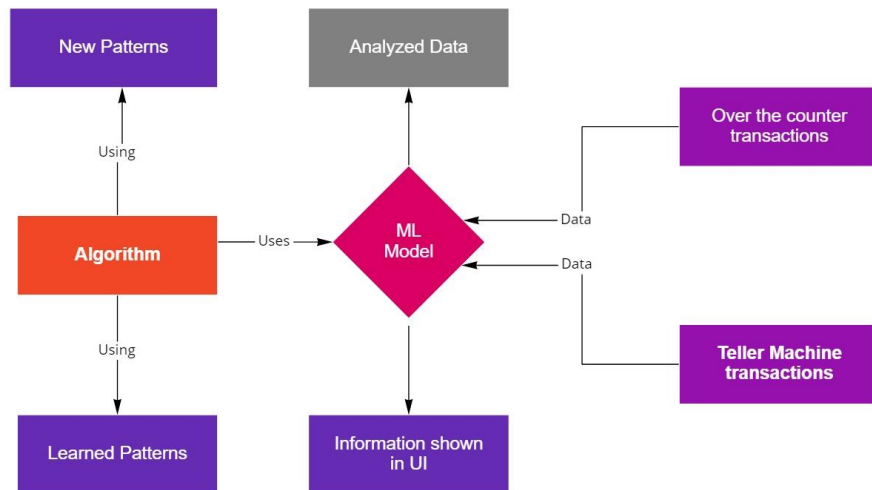 New Patterns
Analyzed Data
Over the counter
transactions
Using
Algorithm
Uses
ML
Model
Data
Data
Using
Teller Machine
transactions
Learned Patterns
Information shown
in UI